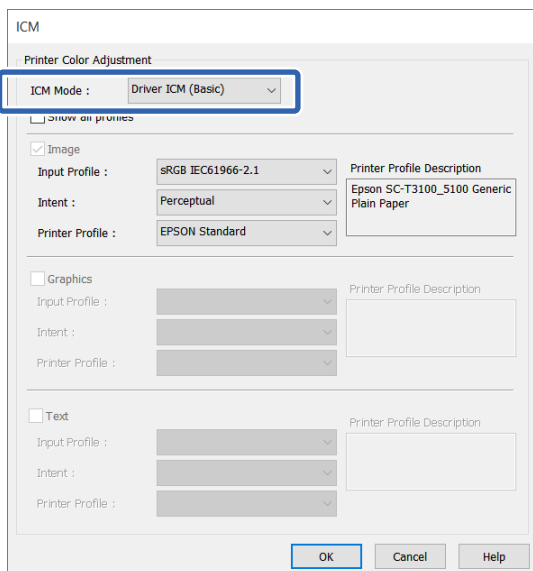 ICM
Printer Color Adjustment
ICM Mode : Driver ICM (Basic)
Show all profiles
Image
Input Profile : sRGB IEC61966-2.1 Printer Profile Description
Epson SC-T3100_5100 Generic
Intent : Perceptual Plain Paper
Printer Profile : EPSON Standard
Graphics
Input Profile : Printer Profile Description
Intent :
Printer Profile :
Text
Input Profile : Printer Profile Description
Intent :
Printer Profile :
OK Cancel Help